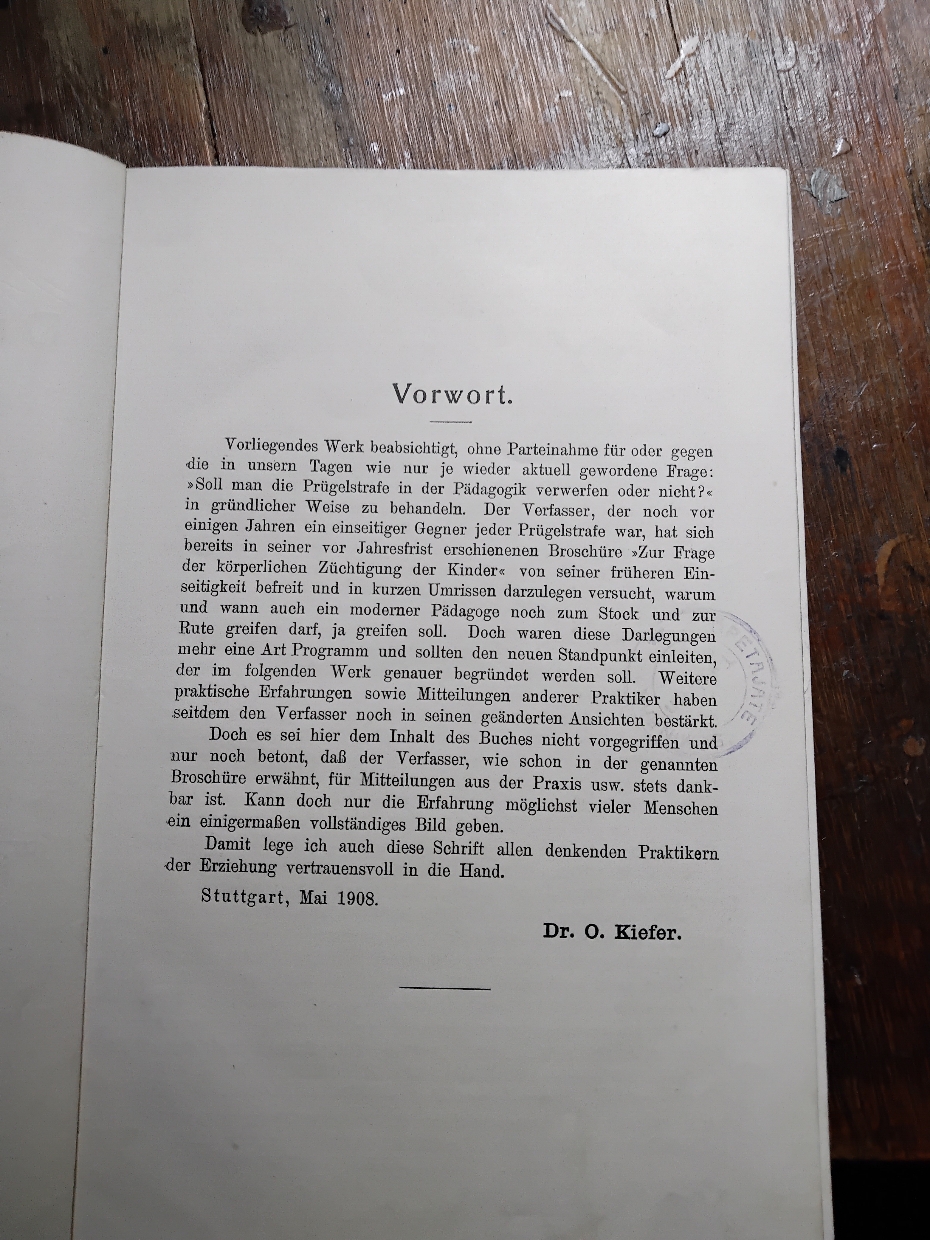 Vorwort.
Vorliegendes Werk beabsichtigt, ohne Parteinahme für oder gegen
die in unsern Tagen wie nur je wieder aktuell gewordene Frage:
»Soll man die Prügelstrafe in der Pädagogik verwerfen oder nicht?«
in gründlicher Weise zu behandeln. Der Verfasser, der noch vor
einigen Jahren ein einseitiger Gegner jeder Prügelstrafe war, hat sich
bereits in seiner vor Jahresfrist erschienenen Broschüre »Zur Frage
der körperlichen Züchtigung der Kinder« von seiner früheren Ein-
seitigkeit befreit und in kurzen Umrissen darzulegen versucht, warum
und wann auch ein moderner Pädagoge noch zum Stock und zur
Rute greifen darf, ja greifen soll. Doch waren diese Darlegungen
mehr eine Art Programm und sollten den neuen Standpunkt einleiten,
der im folgenden Werk genauer begründet werden soll. Weitere
praktische Erfahrungen sowie Mitteilungen anderer Praktiker haben
seitdem den Verfasser noch in seinen geänderten Ansichten bestärkt.
Doch es sei hier dem Inhalt des Buches nicht vorgegriffen und
nur noch betont, daß der Verfasser, wie schon in der genannten
Broschüre erwähnt, für Mitteilungen aus der Praxis usw. stets dank-
bar ist. Kann doch nur die Erfahrung möglichst vieler Menschen
ein einigermaßen vollständiges Bild geben.
Damit lege ich auch diese Schrift allen denkenden Praktikern
der Erziehung vertrauensvoll in die Hand.
Stuttgart, Mai 1908.
Dr. O. Kiefer.